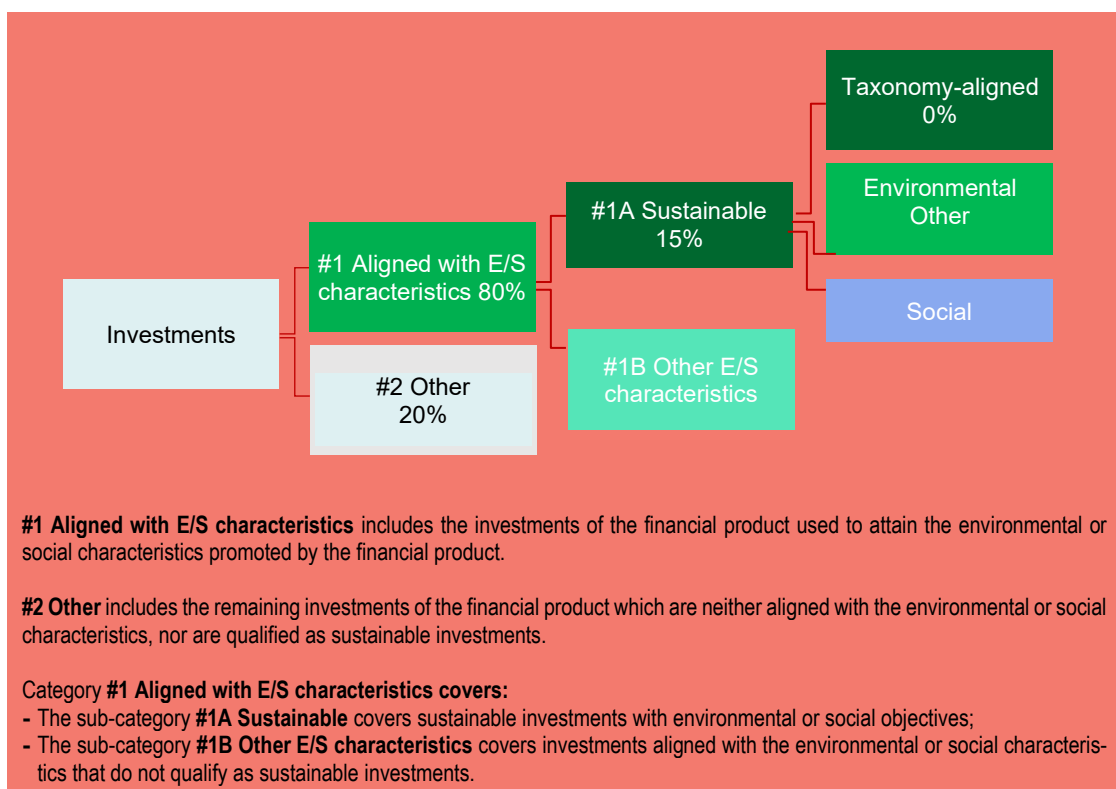 Taxonomy-aligned
0%
Environmental
Other
#1A Sustainable
15%
#1 Aligned with E/S
characteristics 80%
Social
Investments
#1B Other E/S
characteristics
#2 Other
20%
#1 Aligned with E/S characteristics includes the investments of the financial product used to attain the environmental or
social characteristics promoted by the financial product.
#2 Other includes the remaining investments of the financial product which are neither aligned with the environmental or social
characteristics, nor are qualified as sustainable investments.
Category #1 Aligned with E/S characteristics covers:
- The sub-category #1A Sustainable covers sustainable investments with environmental or social objectives;
- The sub-category #1B Other E/S characteristics covers investments aligned with the environmental or social characteris-
tics that do not qualify as sustainable investments.